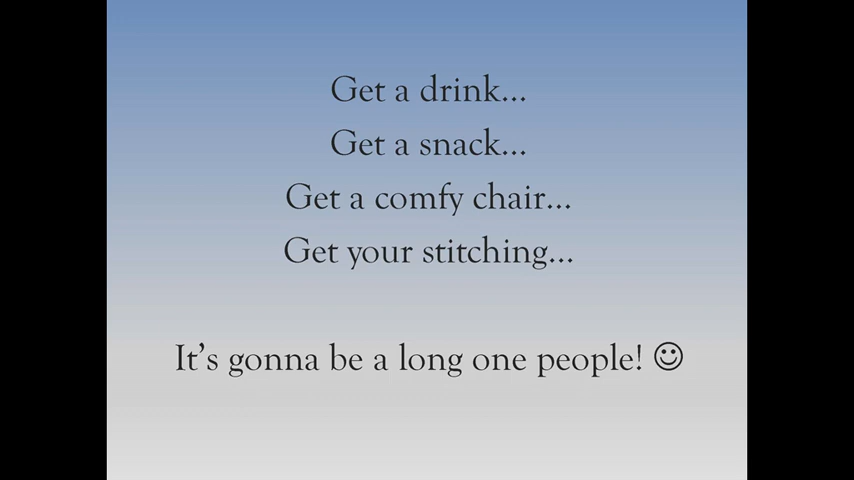 Get a drink...
Get a snack...
Get a comfy chair...
Get your stitching...
It’s gonna be a long one people! ☺